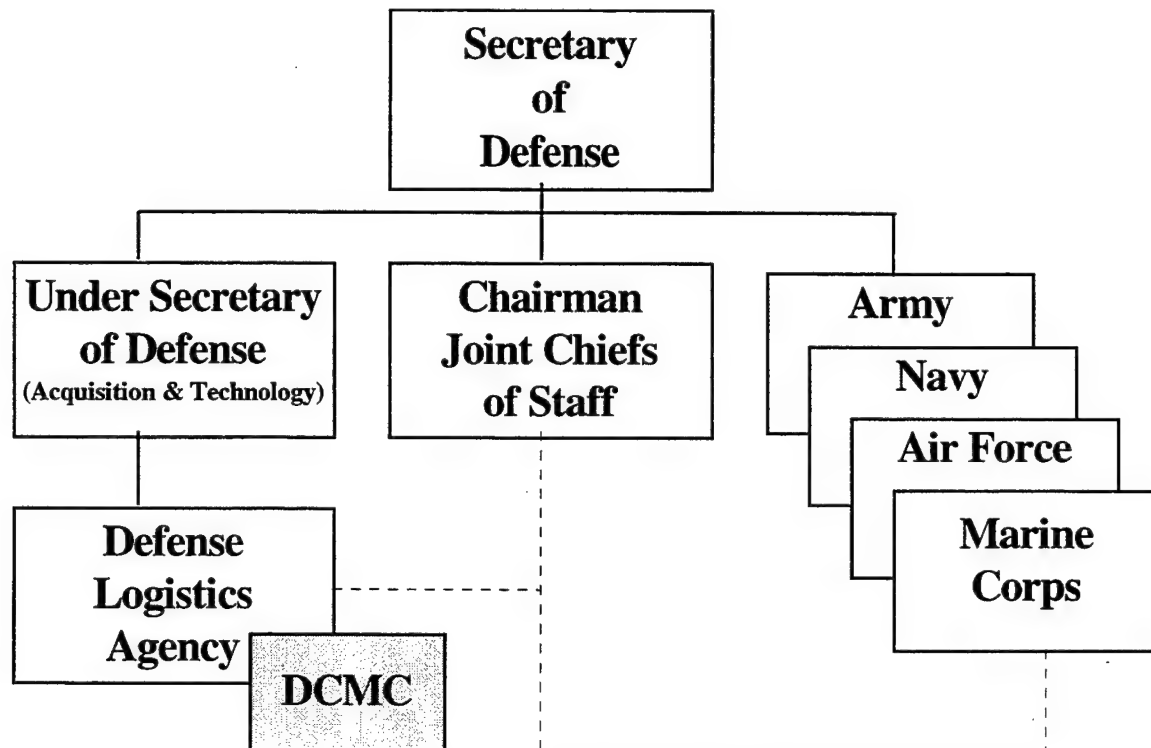 Secretary
of
Defense
Under Secretary
of Defense
(Acquisition & Technology)
Chairman
Joint Chiefs
of Staff
Army
Navy
Air Force
Marine
Corps
Defense
Logistics
Agency
DCMC